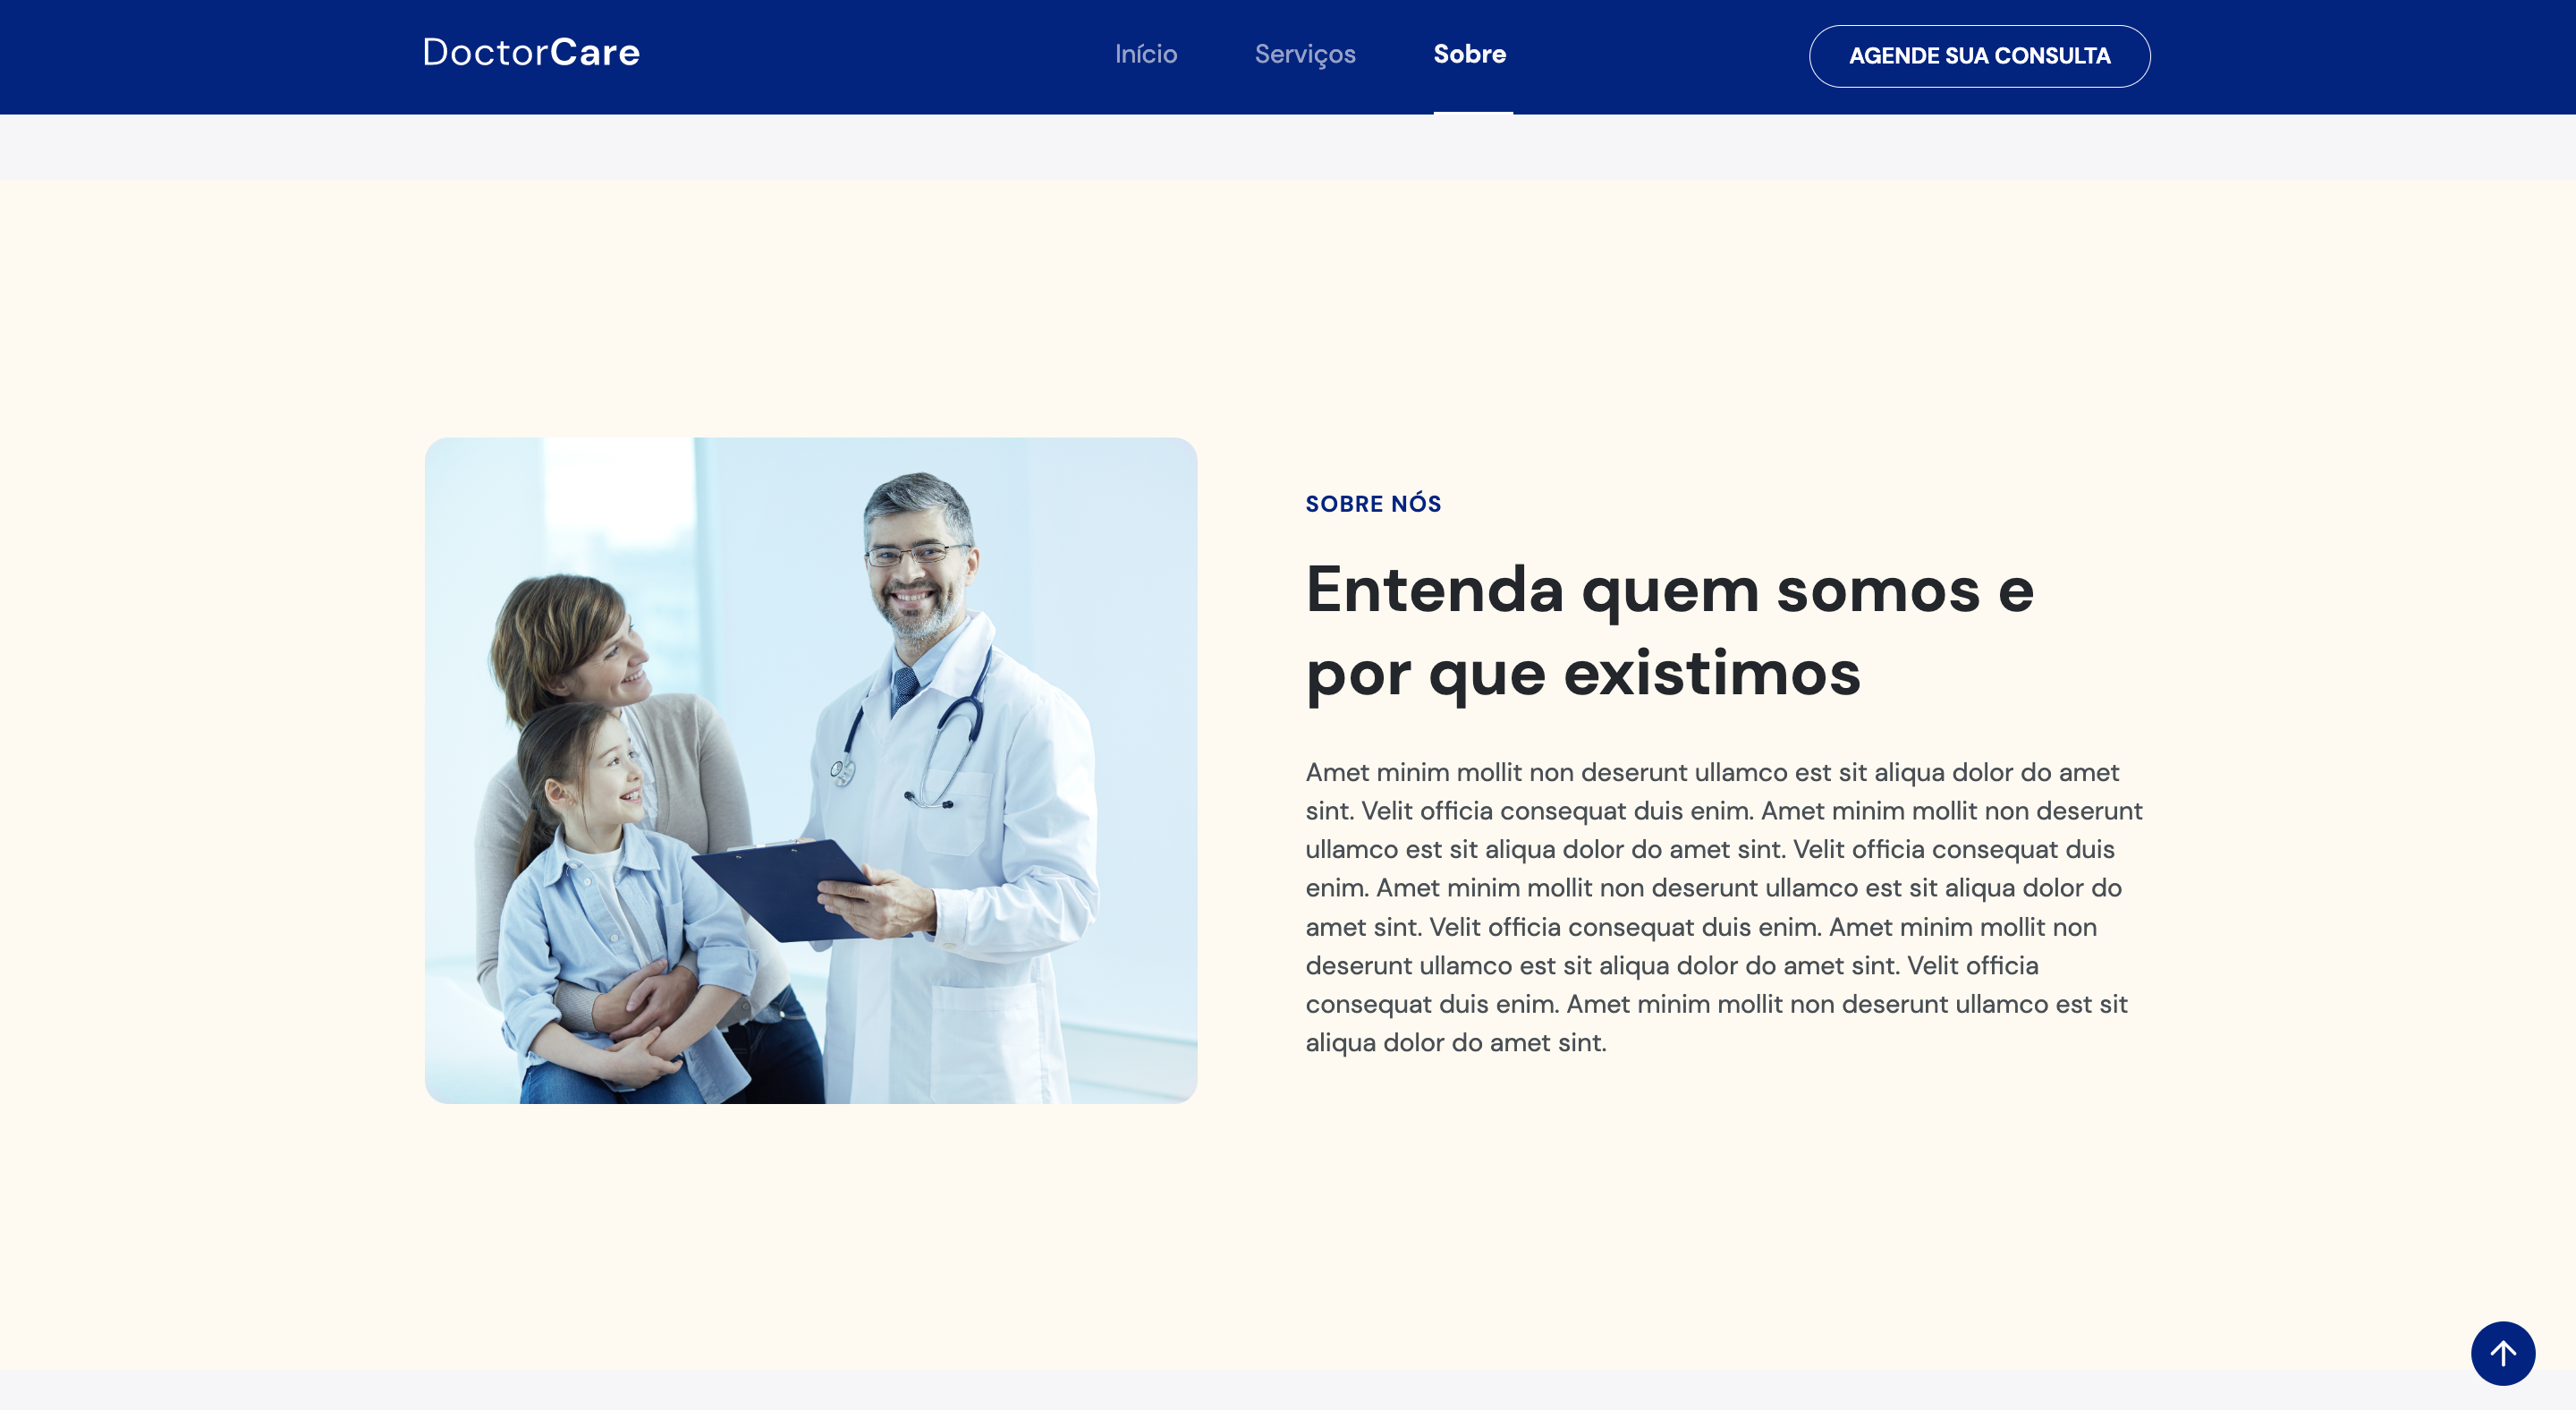 DoctorCare
Início
Serviços
Sobre
AGENDE SUA CONSULTA
SOBRE NÓS
Entenda quem somos e
por que existimos
Amet minim mollit non deserunt ullamco est sit aliqua dolor do amet
sint. Velit officia consequat duis enim. Amet minim mollit non deserunt
ullamco est sit aliqua dolor do amet sint. Velit officia consequat duis
enim. Amet minim mollit non deserunt ullamco est sit aliqua dolor do
amet sint. Velit officia consequat duis enim. Amet minim mollit non
deserunt ullamco est sit aliqua dolor do amet sint. Velit officia
consequat duis enim. Amet minim mollit non deserunt ullamco est sit
aliqua dolor do amet sint.